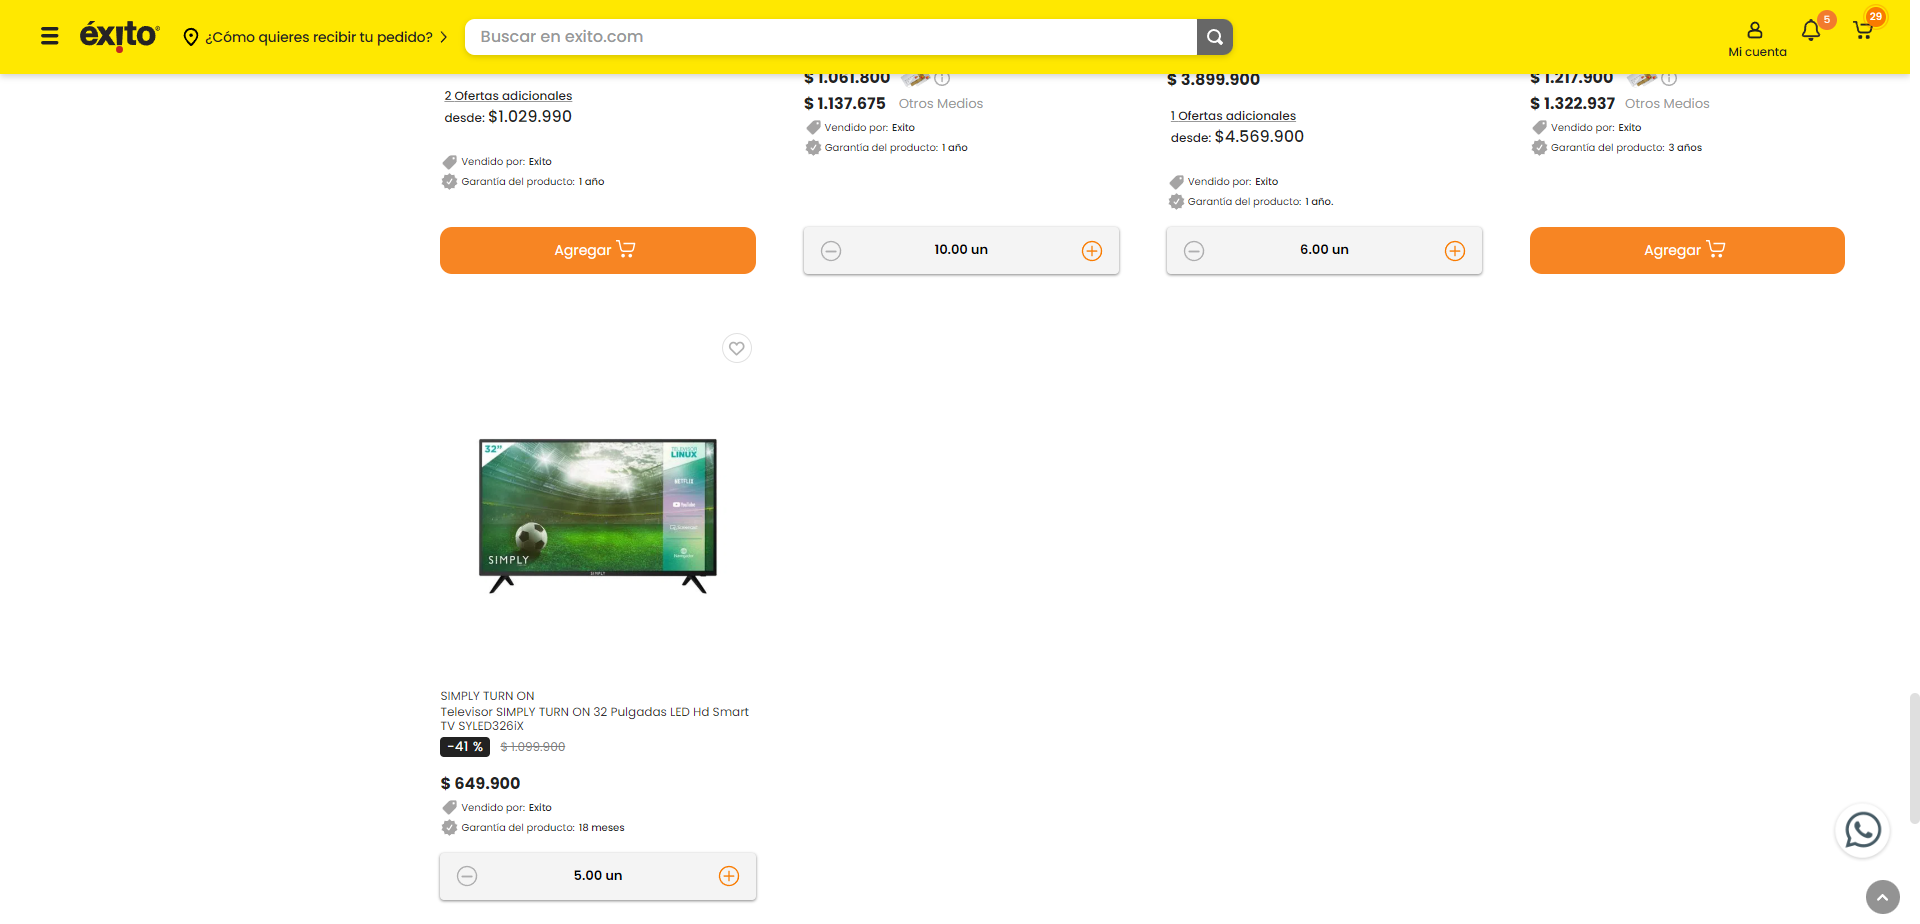 éxito
¿Cómo quieres recibir tu pedido?
Buscar en exito.com
Mi cuenta
5
29
2 Ofertas adicionales
desde: $1.029.990
Vendido por: Exito
Garantía del producto: 1 año
Agregar
$ 1.061.800
$ 1.137.675 Otros Medios
Vendido por: Exito
Garantía del producto: 1 año
10.00 un
$ 3.899.900
1 Ofertas adicionales
desde: $4.569.900
Vendido por: Exito
Garantía del producto: 1 año.
6.00 un
$ 1.217.900
$ 1.322.937 Otros Medios
Vendido por: Exito
Garantía del producto: 3 años
Agregar
32”
TELEVISOR
LINUX
NETFLIX
YouTube
SIMPLY
SIMPLY
SIMPLY TURN ON
Televisor SIMPLY TURN ON 32 Pulgadas LED Hd Smart
TV SYLED326iX
-41 % $ 1.099.900
$ 649.900
Vendido por: Exito
Garantía del producto: 18 meses
5.00 un